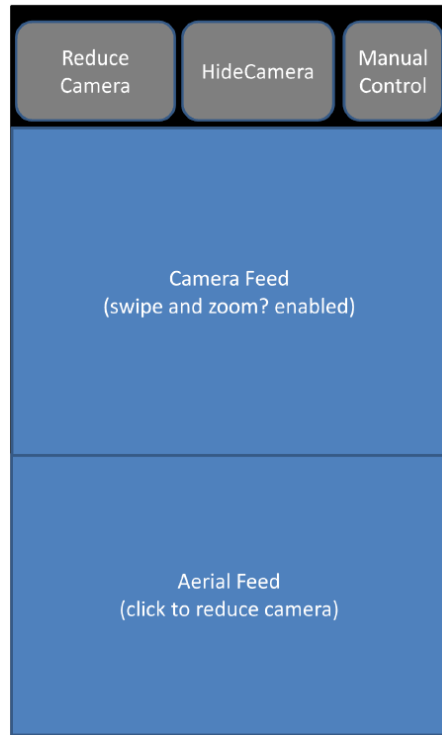 Reduce
Camera
HideCamera
Manual
Control
Camera Feed
(swipe and zoom? enabled)
Aerial Feed
(click to reduce camera)